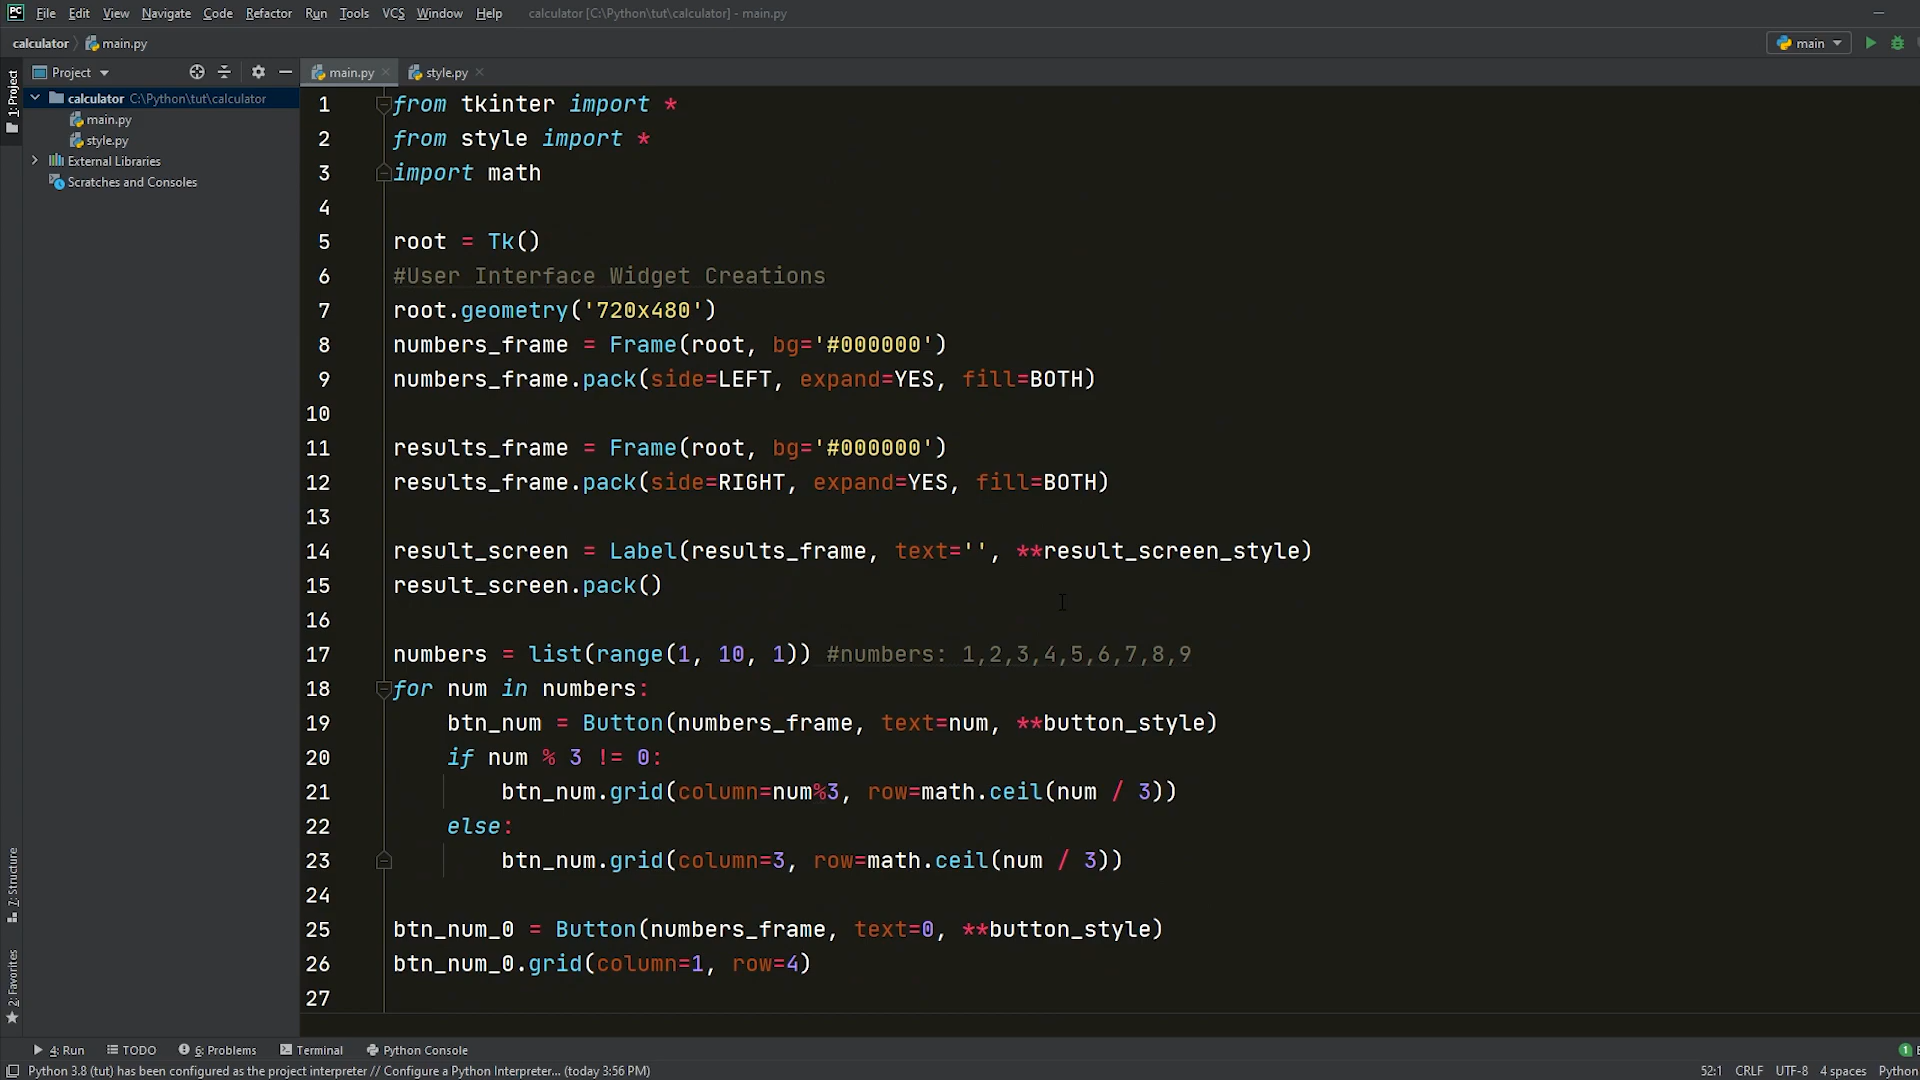 PC File Edit View Navigate Code Refactor Run Tools VCS Window Help calculator [C:\Python\tut\calculator] - main.py
calculator main.py main
1: Project
Project main.py style.py
calculator C:\Python\tut\calculator
main.py
style.py
External Libraries
Scratches and Consoles
1 from tkinter import *
2 from style import *
3 import math
4
5 root = Tk()
6 #User Interface Widget Creations
7 root.geometry('720x480')
8 numbers_frame = Frame(root, bg='#000000')
9 numbers_frame.pack(side=LEFT, expand=YES, fill=BOTH)
10
11 results_frame = Frame(root, bg='#000000')
12 results_frame.pack(side=RIGHT, expand=YES, fill=BOTH)
13
14 result_screen = Label(results_frame, text='', **result_screen_style)
15 result_screen.pack()
16
17 numbers = list(range(1, 10, 1)) #numbers: 1,2,3,4,5,6,7,8,9
18 for num in numbers:
19     btn_num = Button(numbers_frame, text=num, **button_style)
20     if num % 3 != 0:
21         btn_num.grid(column=num%3, row=math.ceil(num / 3))
22     else:
23         btn_num.grid(column=3, row=math.ceil(num / 3))
24
25 btn_num_0 = Button(numbers_frame, text=0, **button_style)
26 btn_num_0.grid(column=1, row=4)
27
7: Structure
2: Favorites
4: Run TODO 6: Problems Terminal Python Console 1
Python 3.8 (tut) has been configured as the project interpreter // Configure a Python Interpreter... (today 3:56 PM) 52:1 CRLF UTF-8 4 spaces Python